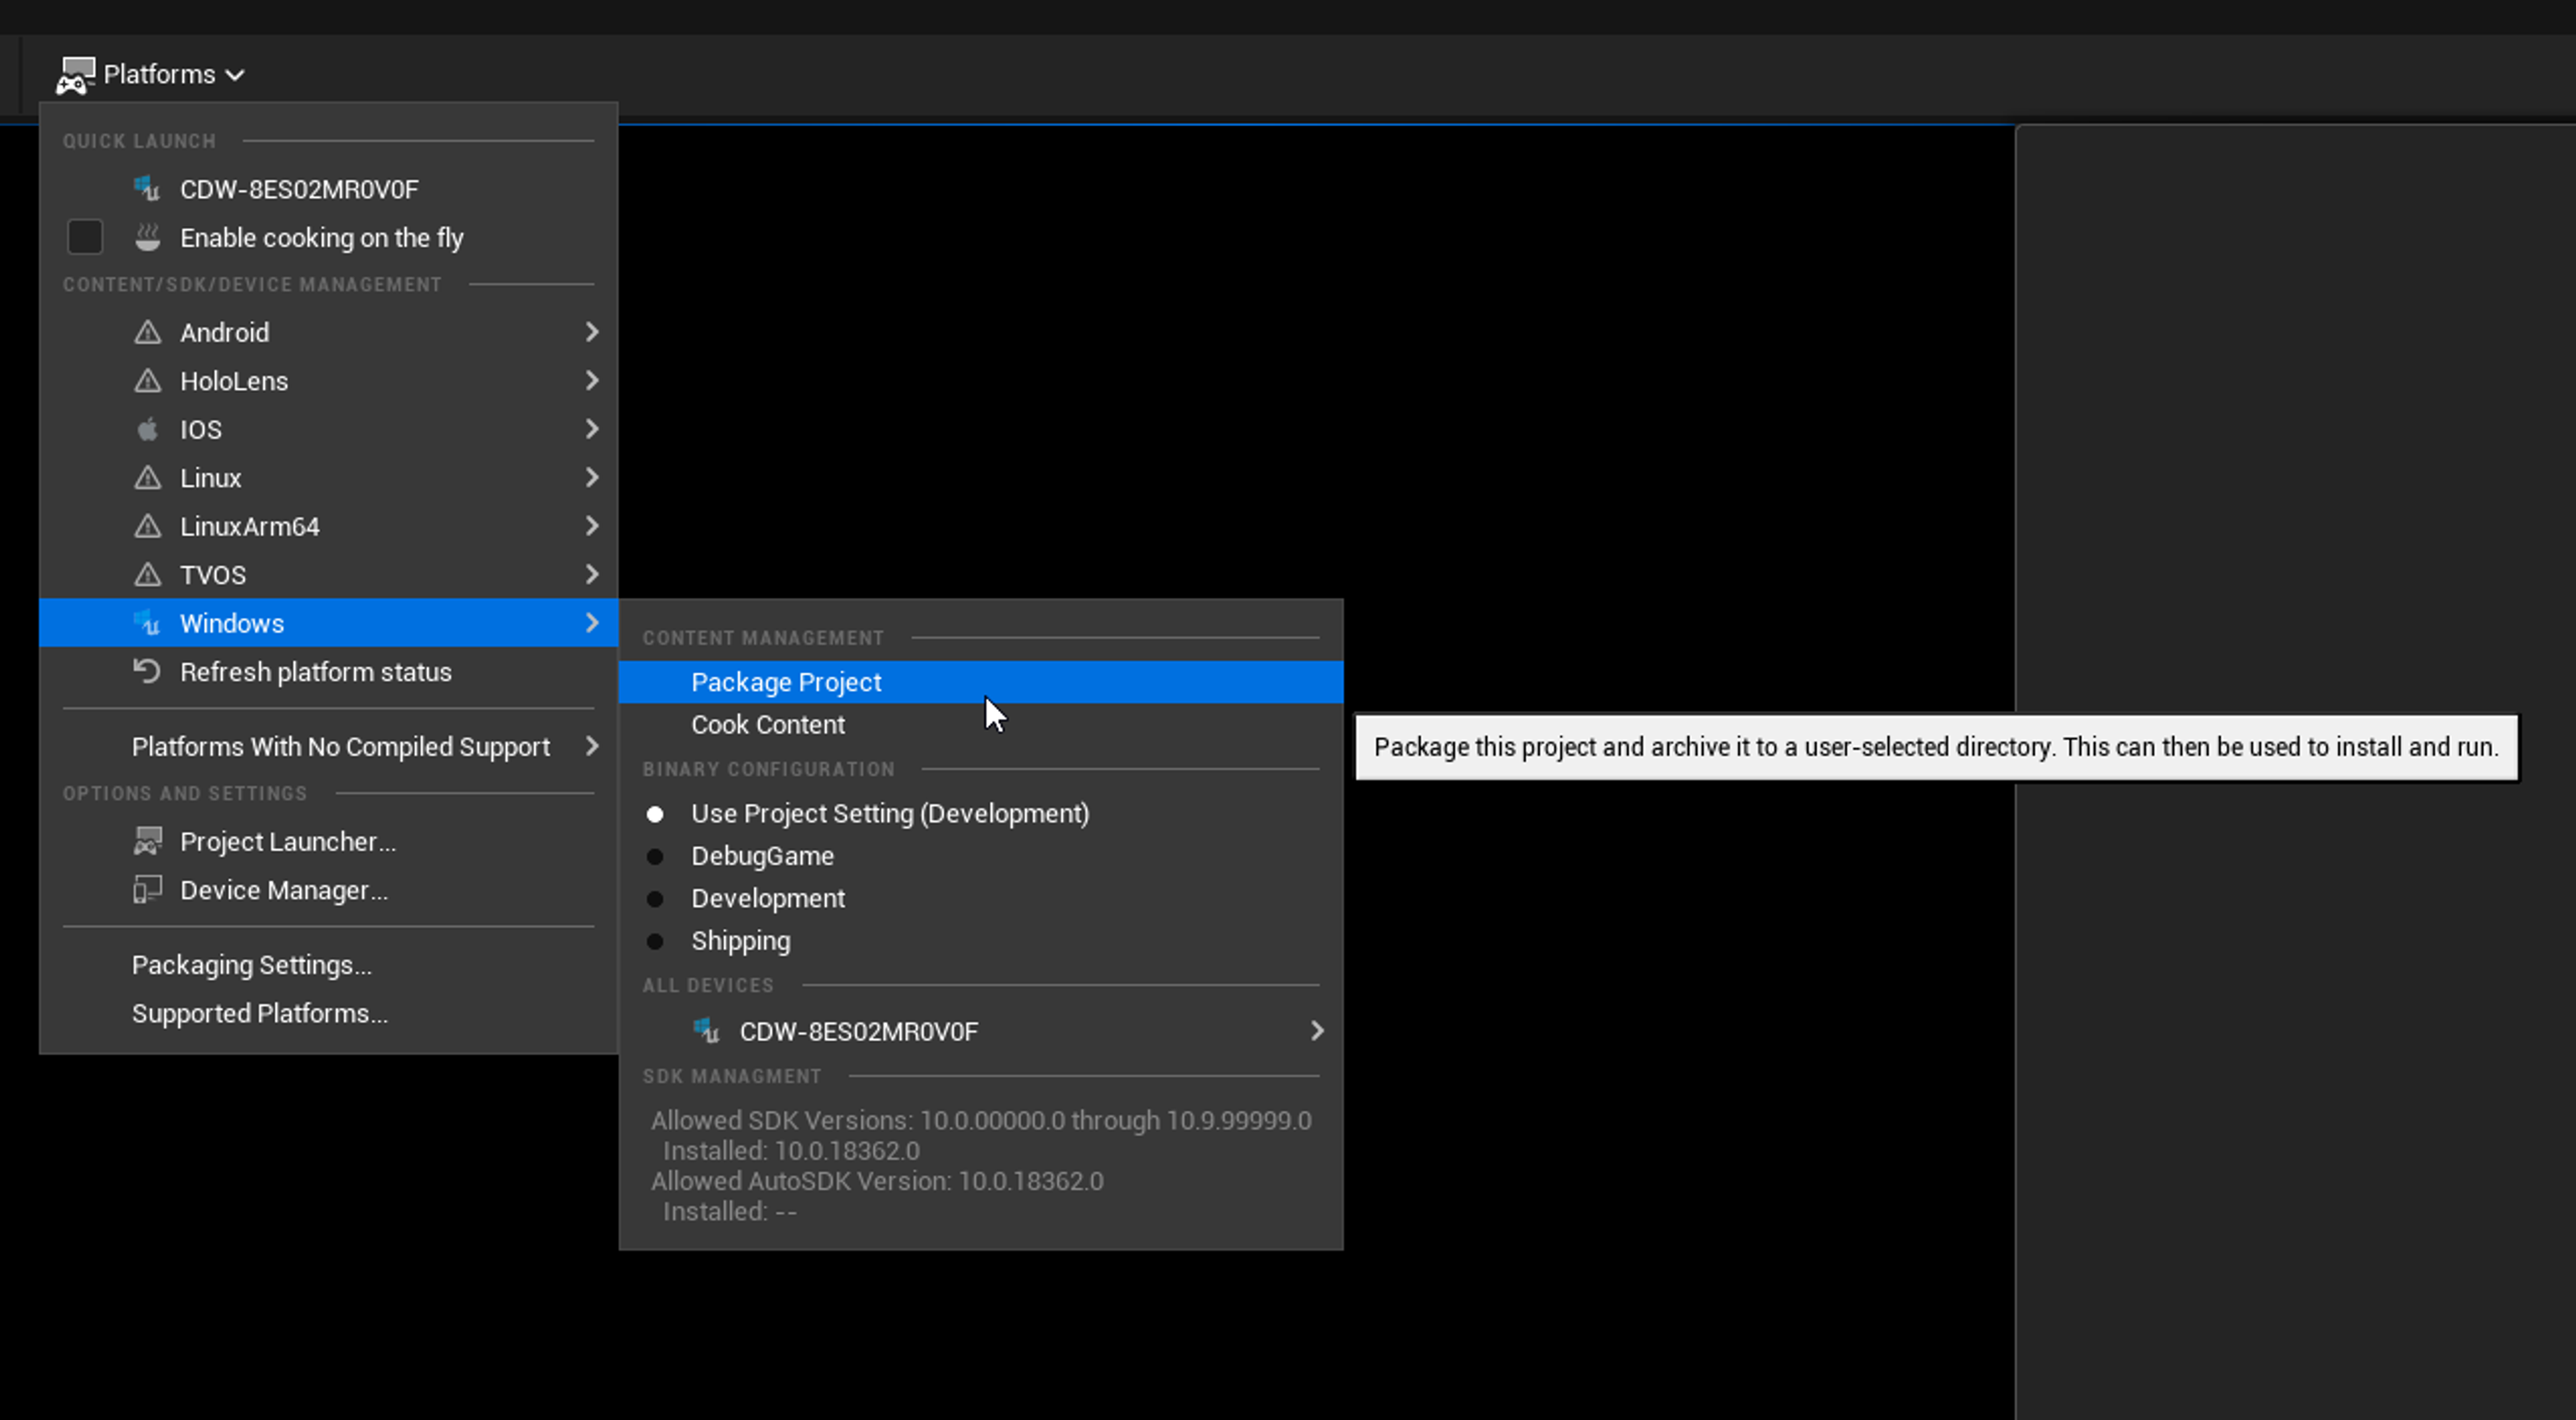 Platforms
QUICK LAUNCH
CDW-8ES02MR0V0F
Enable cooking on the fly
CONTENT/SDK/DEVICE MANAGEMENT
Android
HoloLens
IOS
Linux
LinuxArm64
TVOS
Windows
Refresh platform status
Platforms With No Compiled Support
OPTIONS AND SETTINGS
Project Launcher...
Device Manager...
Packaging Settings...
Supported Platforms...
CONTENT MANAGEMENT
Package Project
Cook Content
BINARY CONFIGURATION
Use Project Setting (Development)
DebugGame
Development
Shipping
ALL DEVICES
CDW-8ES02MR0V0F
SDK MANAGMENT
Allowed SDK Versions: 10.0.00000.0 through 10.9.99999.0
Installed: 10.0.18362.0
Allowed AutoSDK Version: 10.0.18362.0
Installed: --
Package this project and archive it to a user-selected directory. This can then be used to install and run.